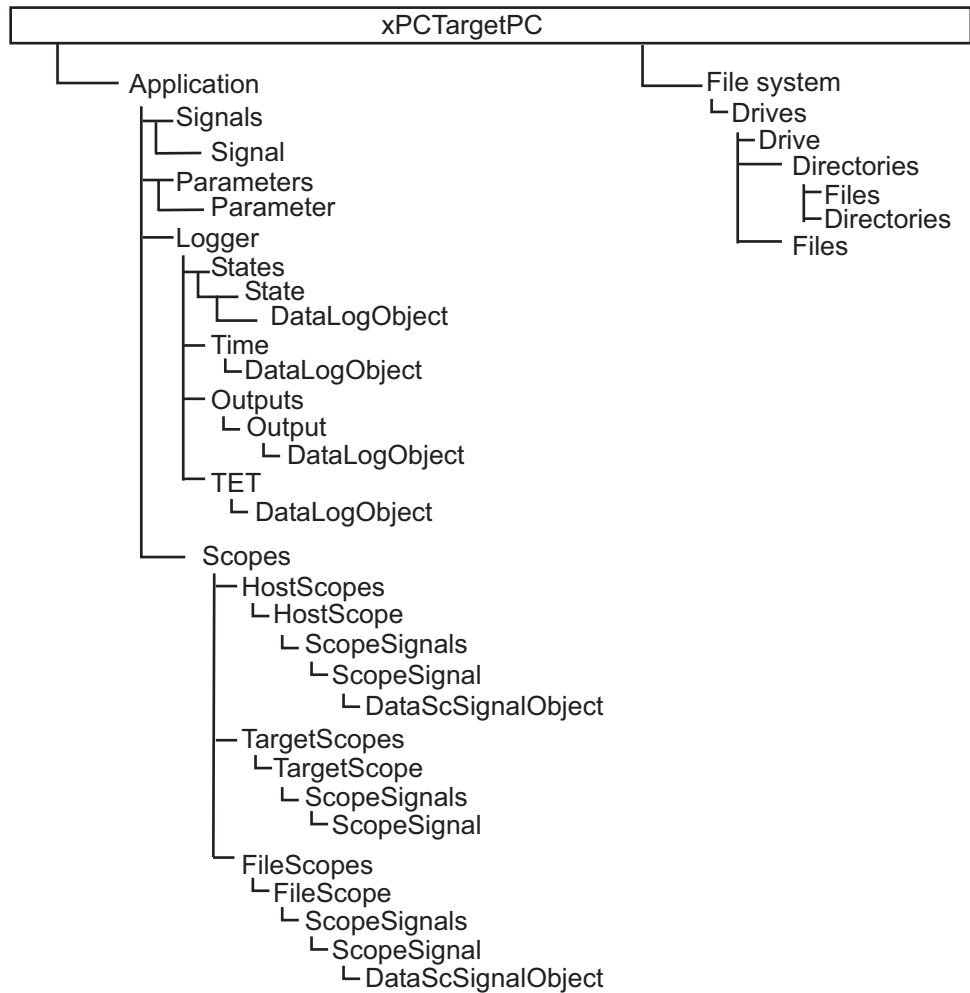 xPCTargetPC
Application
Signals
Signal
Parameters
Parameter
Logger
States
State
DataLogObject
Time
DataLogObject
Outputs
Output
DataLogObject
TET
DataLogObject
Scopes
HostScopes
HostScope
ScopeSignals
ScopeSignal
DataScSignalObject
TargetScopes
TargetScope
ScopeSignals
ScopeSignal
FileScopes
FileScope
ScopeSignals
ScopeSignal
DataScSignalObject
File system
Drives
Drive
Directories
Files
Directories
Files